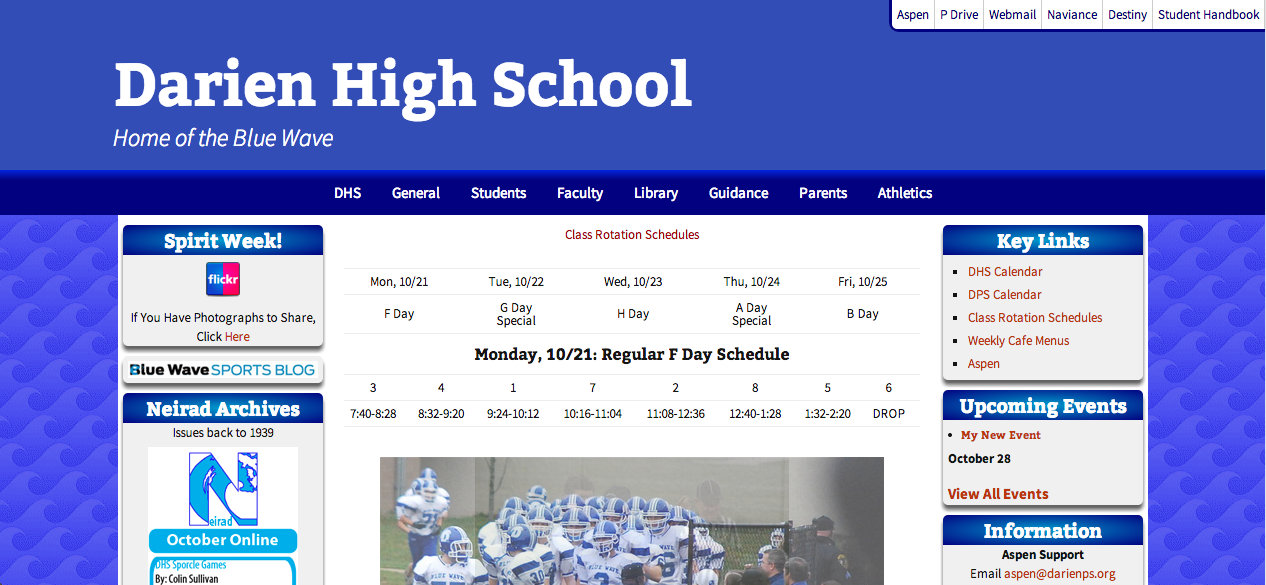 Aspen P Drive Webmail Naviance Destiny Student Handbook
Darien High School
Home of the Blue Wave
DHS General Students Faculty Library Guidance Parents Athletics
Spirit Week!
flickr
If You Have Photographs to Share,
Click Here
Blue Wave SPORTS BLOG
Neirad Archives
Issues back to 1939
Neirad
October Online
DHS Sporcle Games
By: Colin Sullivan
Class Rotation Schedules
Mon, 10/21 Tue, 10/22 Wed, 10/23 Thu, 10/24 Fri, 10/25
F Day G Day H Day A Day B Day
Special Special
Monday, 10/21: Regular F Day Schedule
3 4 1 7 2 8 5 6
7:40-8:28 8:32-9:20 9:24-10:12 10:16-11:04 11:08-12:36 12:40-1:28 1:32-2:20 DROP
BLUE WAVE
30
Key Links
DHS Calendar
DPS Calendar
Class Rotation Schedules
Weekly Cafe Menus
Aspen
Upcoming Events
My New Event
October 28
View All Events
Information
Aspen Support
Email aspen@darienps.org